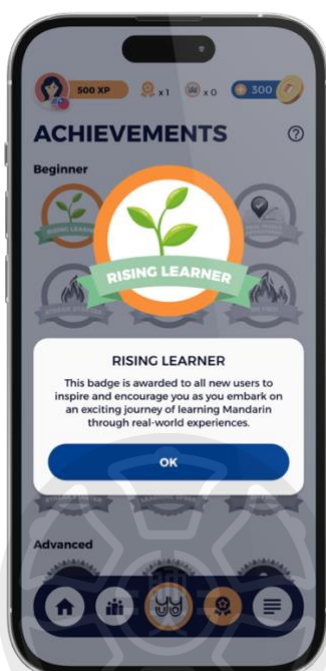 500 XP
x 1
x 0
300
ACHIEVEMENTS
?
Beginner
RISING LEARNER
RISING LEARNER
RISING LEARNER
This badge is awarded to all new users to
inspire and encourage you as you embark on
an exciting journey of learning Mandarin
through real-world experiences.
OK
Advanced